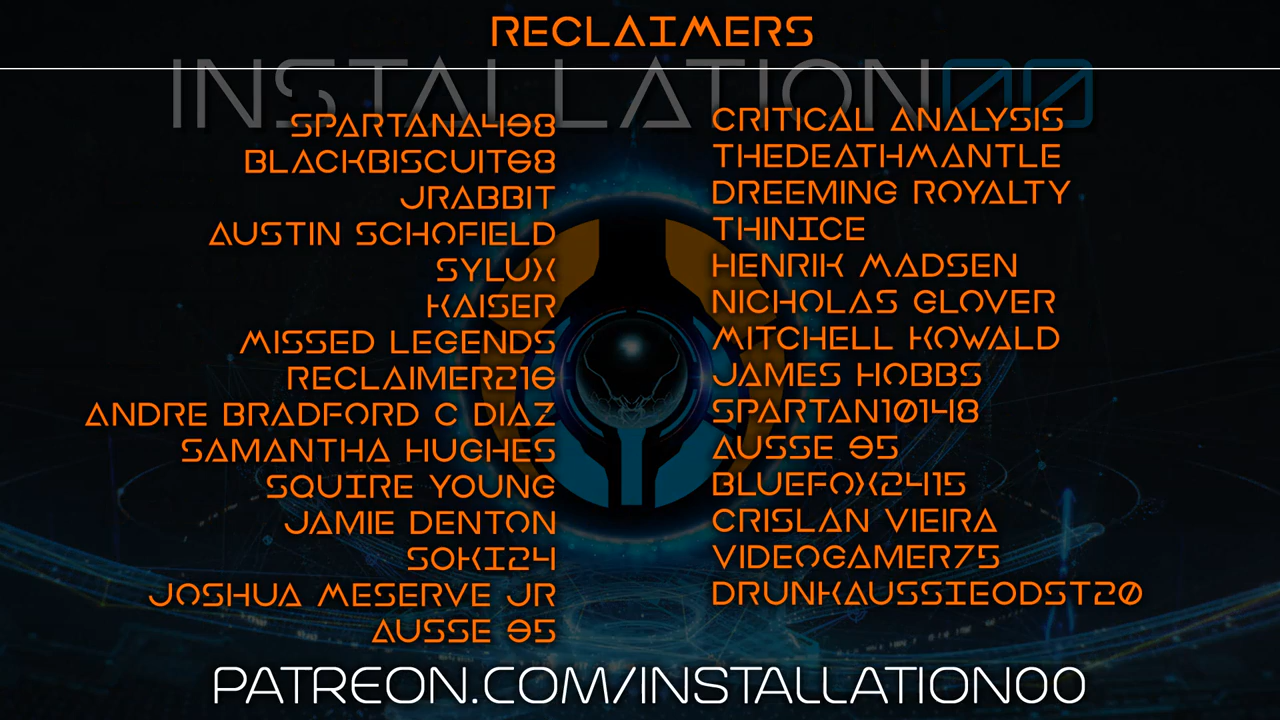 RECLAIMERS
INSTALLATION00
SPARTANA498
BLACKBISCUIT68
JRABBIT
AUSTIN SCHOFIELD
SYLUX
KAISER
MISSED LEGENDS
RECLAIMER216
ANDRE BRADFORD C DIAZ
SAMANTHA HUGHES
SQUIRE YOUNG
JAMIE DENTON
SOKI24
JOSHUA MESERVE JR
AUSSE 95
CRITICAL ANALYSIS
THEDEATHMANTLE
DREEMING ROYALTY
THINICE
HENRIK MADSEN
NICHOLAS GLOVER
MITCHELL KOWALD
JAMES HOBBS
SPARTAN10148
AUSSE 95
BLUEFOX2415
CRISLAN VIEIRA
VIDEOGAMER75
DRUNKAUSSIEODST20
PATREON.COM/INSTALLATION00